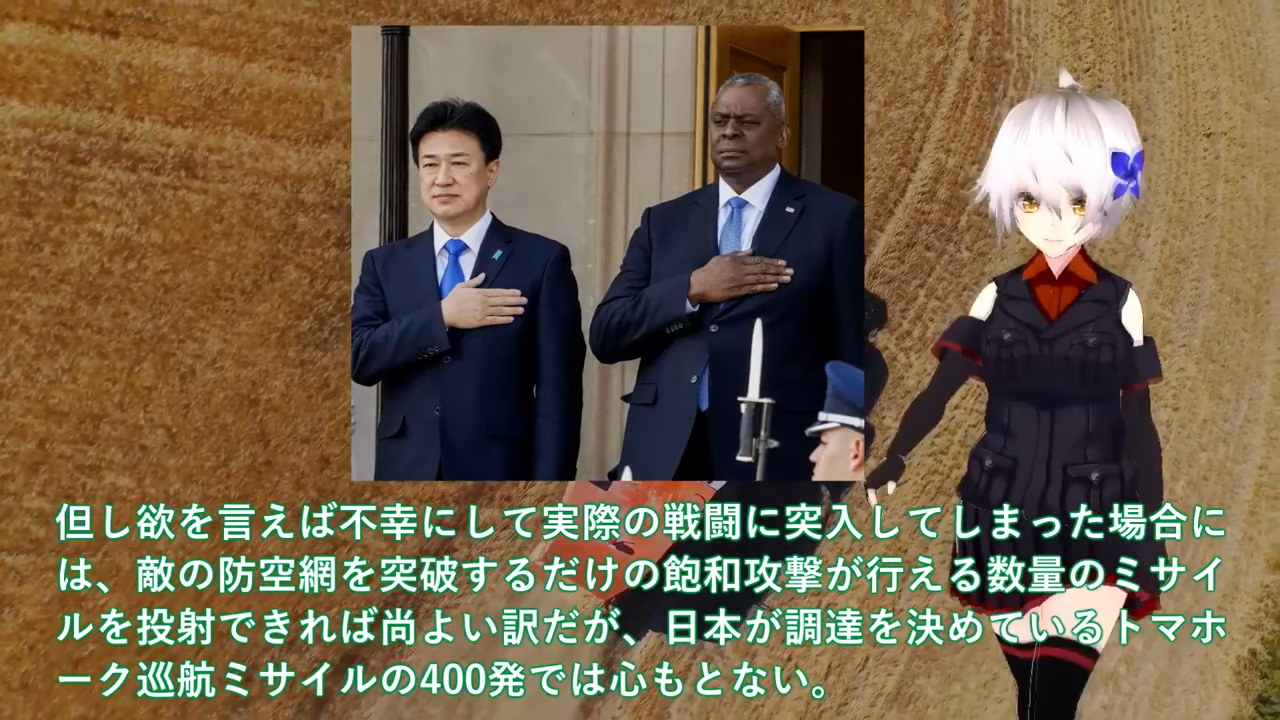 但し欲を言えば不幸にして実際の戦闘に突入してしまった場合に
は、敵の防空網を突破するだけの飽和攻撃が行える数量のミサイ
ルを投射できれば尚よい訳だが、日本が調達を決めているトマホ
ーク巡航ミサイルの400発では心もとない。